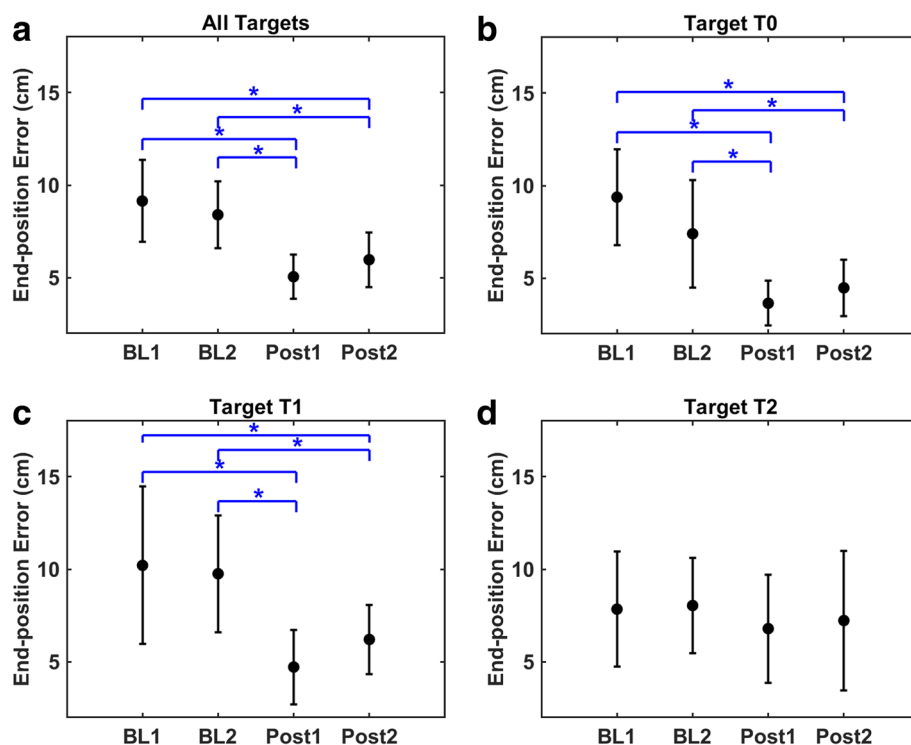 a
All Targets
End-position Error (cm)
15
10
5
*
*
*
*
BL1 BL2 Post1 Post2
b
Target T0
End-position Error (cm)
15
10
5
*
*
*
*
BL1 BL2 Post1 Post2
c
Target T1
End-position Error (cm)
15
10
5
*
*
*
*
BL1 BL2 Post1 Post2
d
Target T2
End-position Error (cm)
15
10
5
BL1 BL2 Post1 Post2